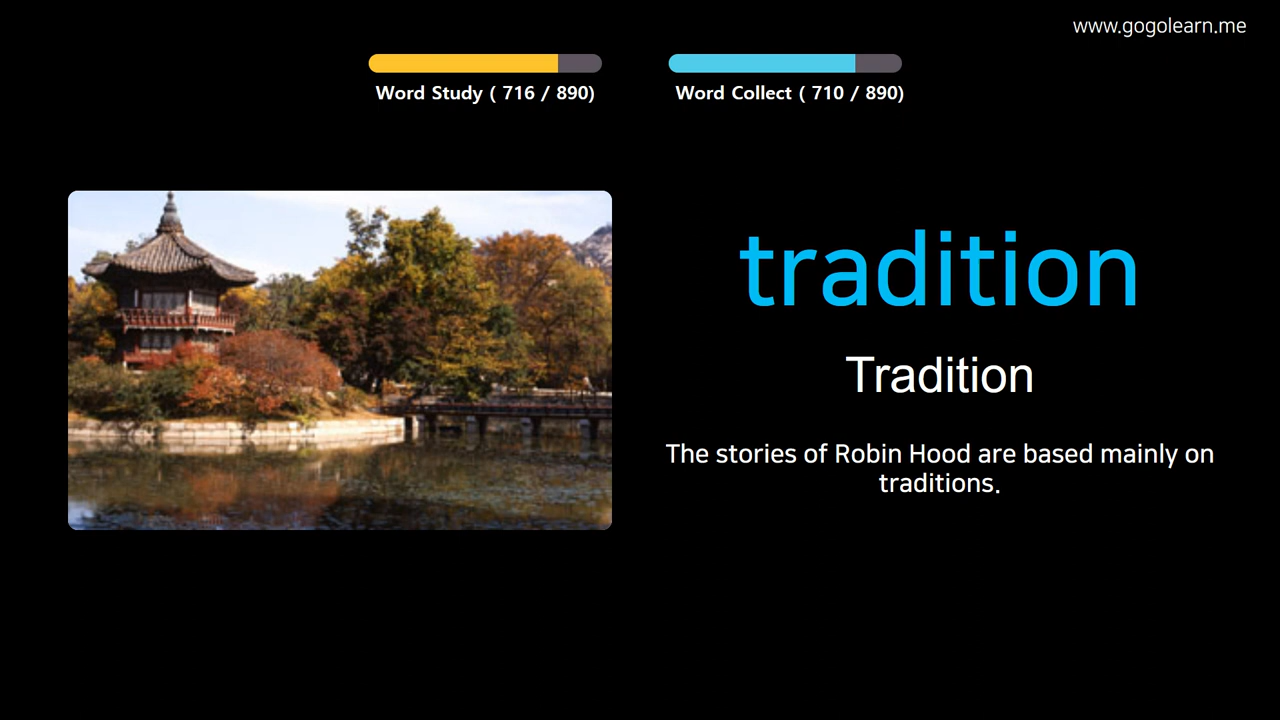 www.gogolearn.me
Word Study ( 716 / 890)
Word Collect ( 710 / 890)
tradition
Tradition
The stories of Robin Hood are based mainly on
traditions.